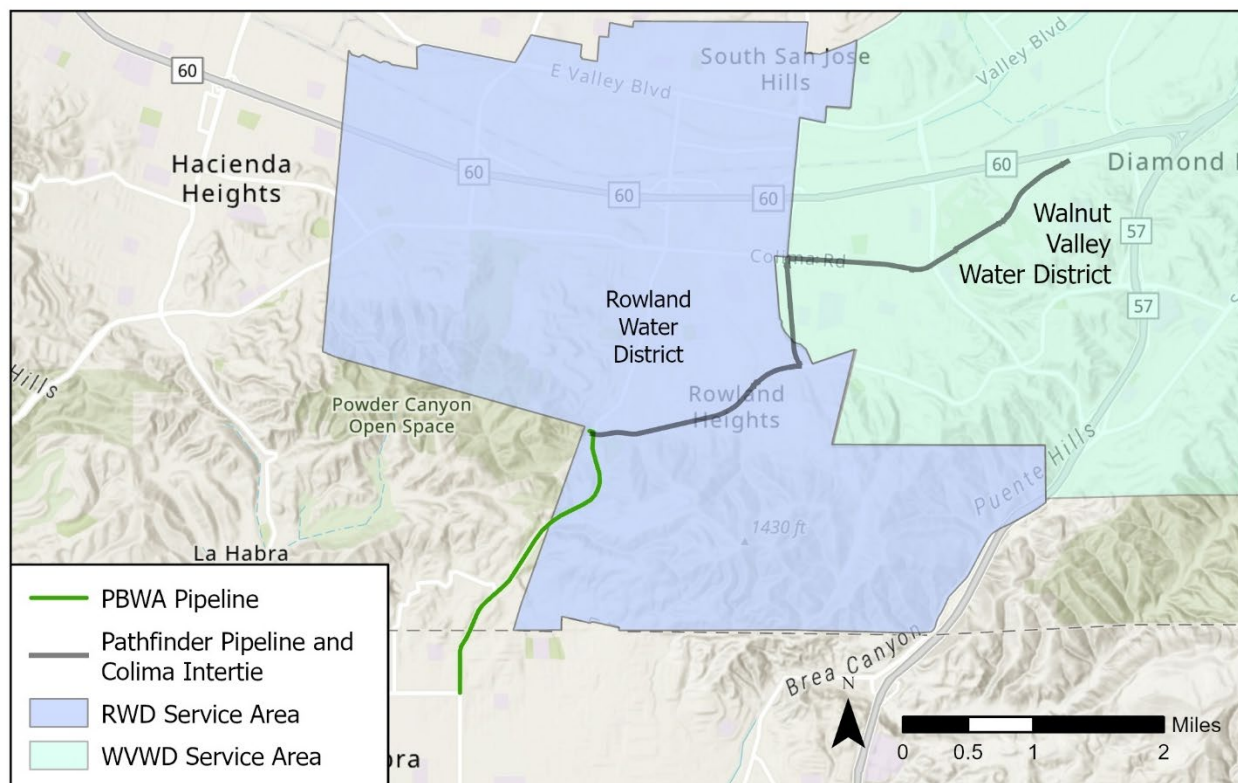 60
E Valley Blvd
South San Jose
Hills
Valley Blvd
Hacienda
Heights
60
60
60
60
Diamond
Walnut
Valley
Water District
57
Colima Rd
57
Rowland
Water
District
Hills
Powder Canyon
Open Space
Rowland
Heights
Puente Hills
1430 ft
La Habra
Brea Canyon
PBWA Pipeline
Pathfinder Pipeline and
Colima Intertie
RWD Service Area
WVWD Service Area
N
Miles
0 0.5 1 2